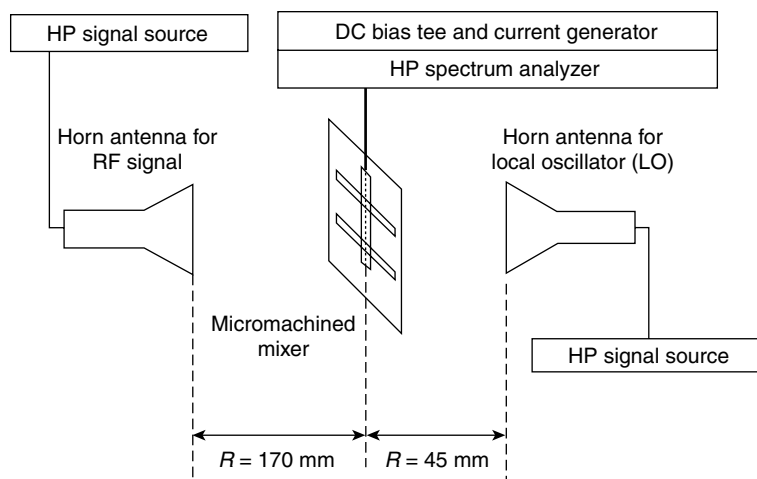 HP signal source
DC bias tee and current generator
HP spectrum analyzer
Horn antenna for
RF signal
Horn antenna for
local oscillator (LO)
Micromachined
mixer
HP signal source
R = 170 mm
R = 45 mm